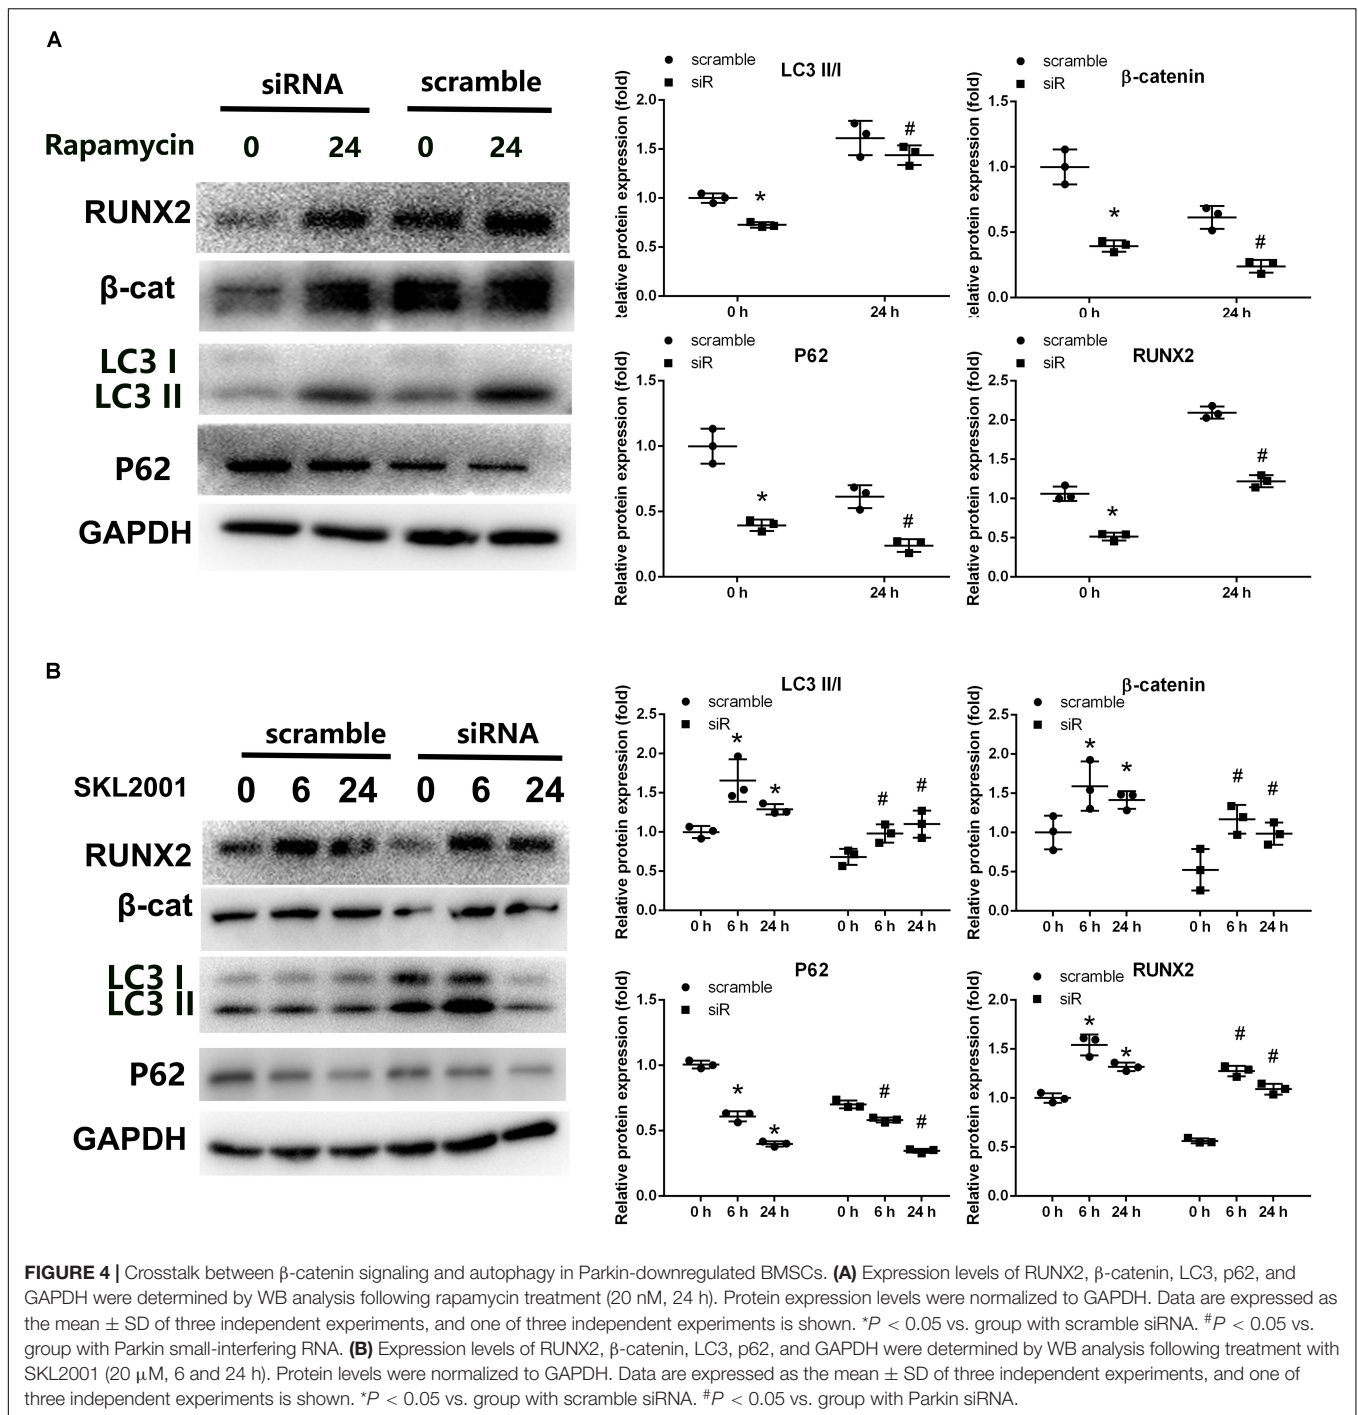 A
siRNA scramble
Rapamycin 0 24 0 24
RUNX2
β-cat
LC3 I
LC3 II
P62
GAPDH
scramble
siR
LC3 II/I
Relative protein expression (fold)
2.0
1.5
1.0
0.5
0.0
0 h 24 h
scramble
siR
β-catenin
Relative protein expression (fold)
1.5
1.0
0.5
0.0
0 h 24 h
*
#
*
#
scramble
siR
P62
Relative protein expression (fold)
1.5
1.0
0.5
0.0
0 h 24 h
*
#
scramble
siR
RUNX2
Relative protein expression (fold)
2.5
2.0
1.5
1.0
0.5
0.0
0 h 24 h
*
#
B
scramble siRNA
SKL2001 0 6 24 0 6 24
RUNX2
β-cat
LC3 I
LC3 II
P62
GAPDH
LC3 II/I
scramble
siR
Relative protein expression (fold)
2.5
2.0
1.5
1.0
0.5
0.0
0 h 6 h 24 h 0 h 6 h 24 h
* * # #
β-catenin
scramble
siR
Relative protein expression (fold)
2.5
2.0
1.5
1.0
0.5
0.0
0 h 6 h 24 h 0 h 6 h 24 h
* * # #
P62
scramble
siR
Relative protein expression (fold)
1.5
1.0
0.5
0.0
0 h 6 h 24 h 0 h 6 h 24 h
* * # #
RUNX2
scramble
siR
Relative protein expression (fold)
2.0
1.5
1.0
0.5
0.0
0 h 6 h 24 h 0 h 6 h 24 h
* * # #
FIGURE 4 | Crosstalk between β-catenin signaling and autophagy in Parkin-downregulated BMSCs. (A) Expression levels of RUNX2, β-catenin, LC3, p62, and
GAPDH were determined by WB analysis following rapamycin treatment (20 nM, 24 h). Protein expression levels were normalized to GAPDH. Data are expressed as
the mean ± SD of three independent experiments, and one of three independent experiments is shown. *P < 0.05 vs. group with scramble siRNA. #P < 0.05 vs.
group with Parkin small-interfering RNA. (B) Expression levels of RUNX2, β-catenin, LC3, p62, and GAPDH were determined by WB analysis following treatment with
SKL2001 (20 μM, 6 and 24 h). Protein levels were normalized to GAPDH. Data are expressed as the mean ± SD of three independent experiments, and one of
three independent experiments is shown. *P < 0.05 vs. group with scramble siRNA. #P < 0.05 vs. group with Parkin siRNA.